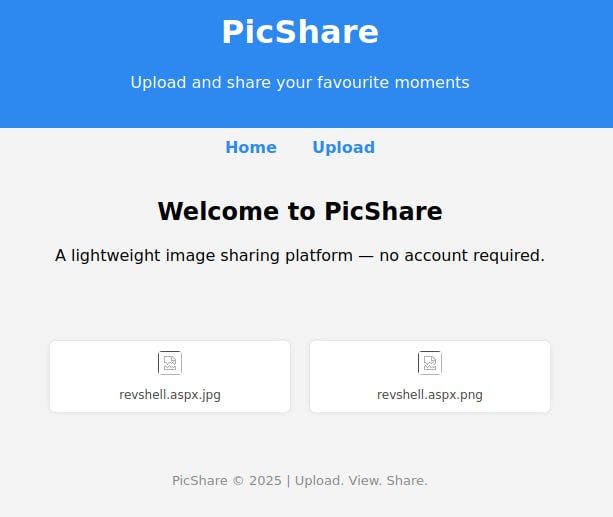 PicShare
Upload and share your favourite moments
Home Upload
Welcome to PicShare
A lightweight image sharing platform — no account required.
revshell.aspx.jpg revshell.aspx.png
PicShare © 2025 | Upload. View. Share.